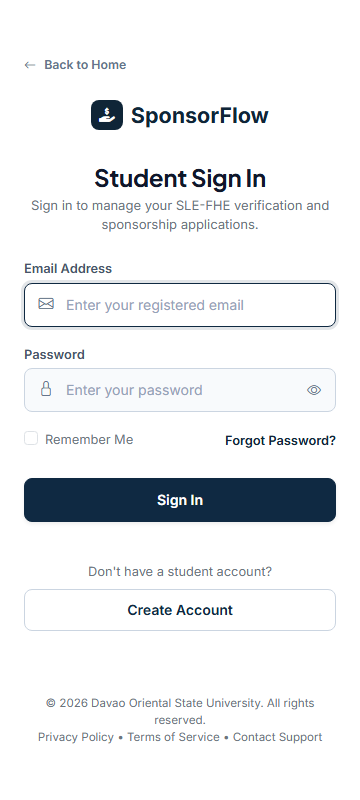 ← Back to Home
SponsorFlow
Student Sign In
Sign in to manage your SLE-FHE verification and
sponsorship applications.
Email Address
Enter your registered email
Password
Enter your password
Remember Me
Forgot Password?
Sign In
Don't have a student account?
Create Account
© 2026 Davao Oriental State University. All rights
reserved.
Privacy Policy • Terms of Service • Contact Support